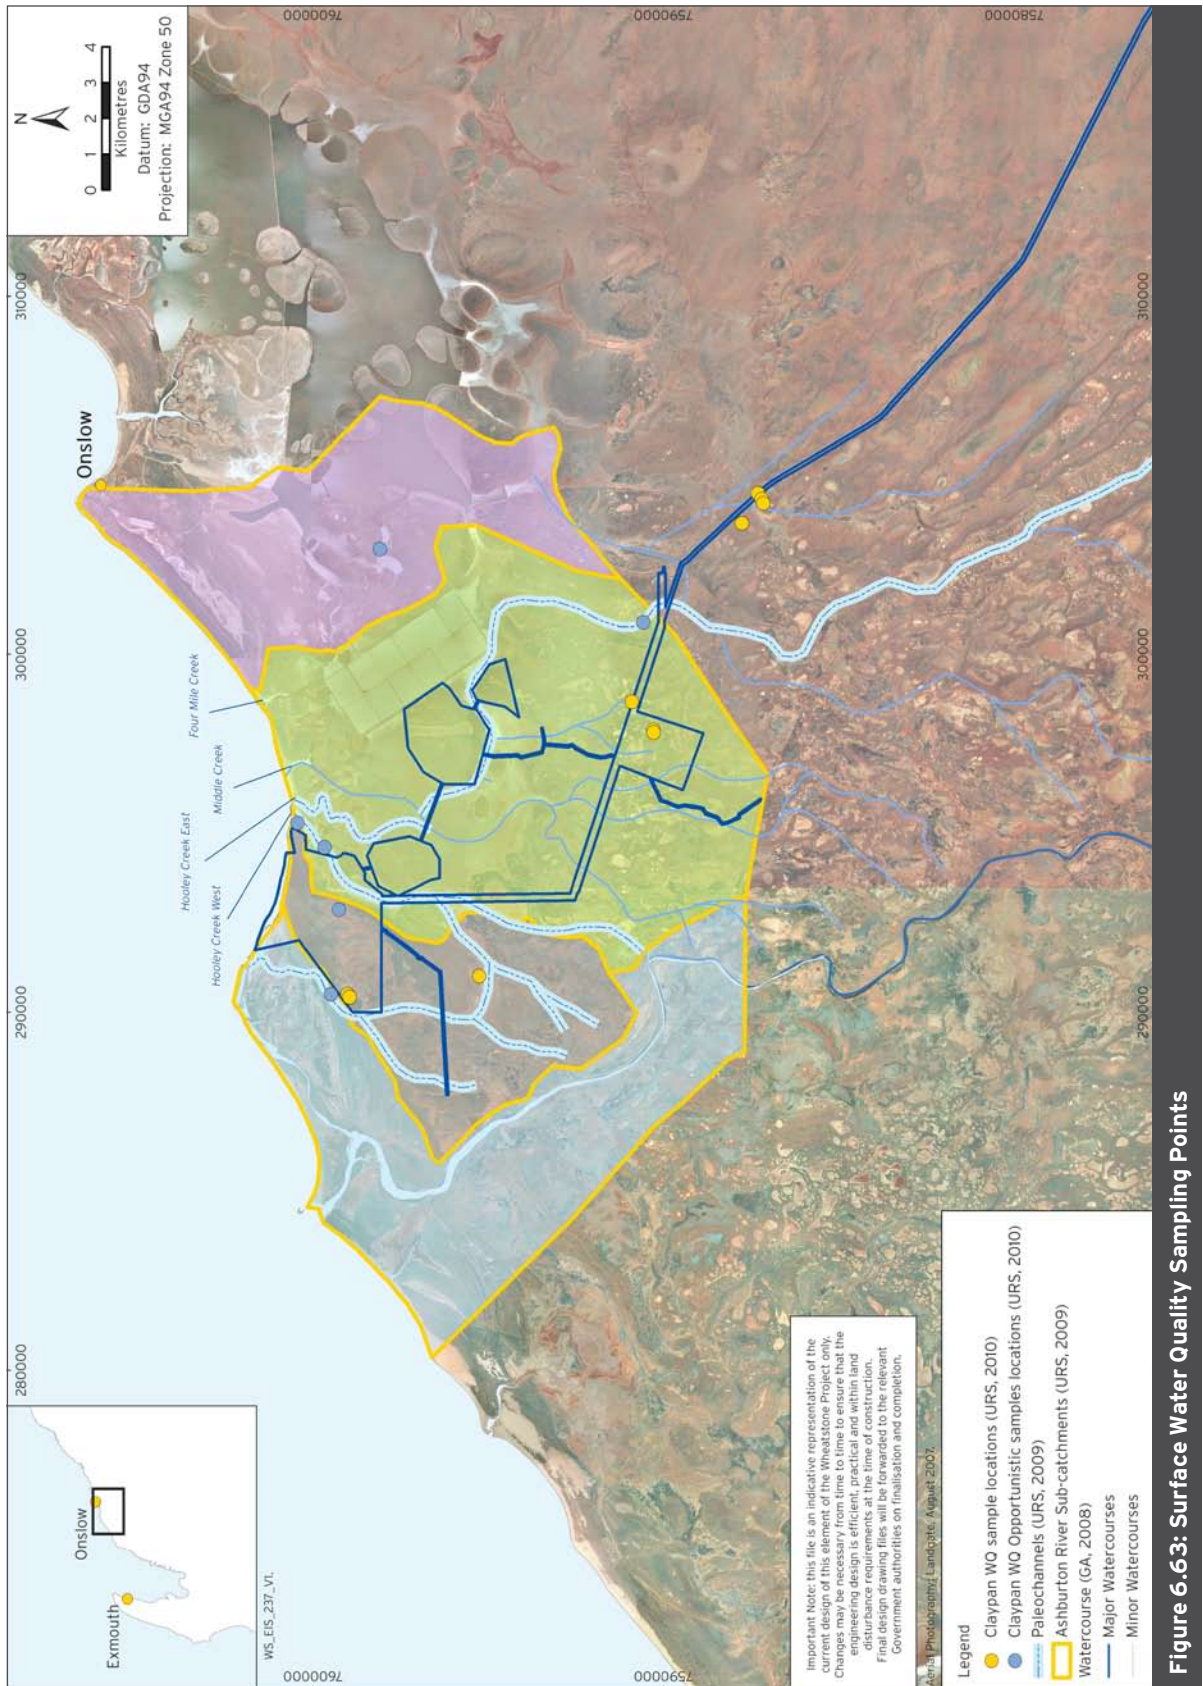 280000
290000
300000
310000
N
0 1 2 3 4
Kilometres
Datum: GDA94
Projection: MGA94 Zone 50
Onslow
Exmouth
WS_EIS_237_V1.
Onslow
Four Mile Creek
Middle Creek
Hooley Creek East
Hooley Creek West
7600000
7600000
7590000
7590000
7580000
290000
300000
310000
Important Note: this file is an indicative representation of the
current design of this element of the Wheatstone Project only.
Changes may be necessary from time to time to ensure that the
engineering design is efficient, practical and within land
disturbance requirements at the time of construction.
Final design drawing files will be forwarded to the relevant
Government authorities on finalisation and completion.
Aerial Photography: Landgate, August 2007.
Legend
Claypan WQ sample locations (URS, 2010)
Claypan WQ Opportunistic samples locations (URS, 2010)
Paleochannels (URS, 2009)
Ashburton River Sub-catchments (URS, 2009)
Watercourse (GA, 2008)
Major Watercourses
Minor Watercourses
Figure 6.63: Surface Water Quality Sampling Points